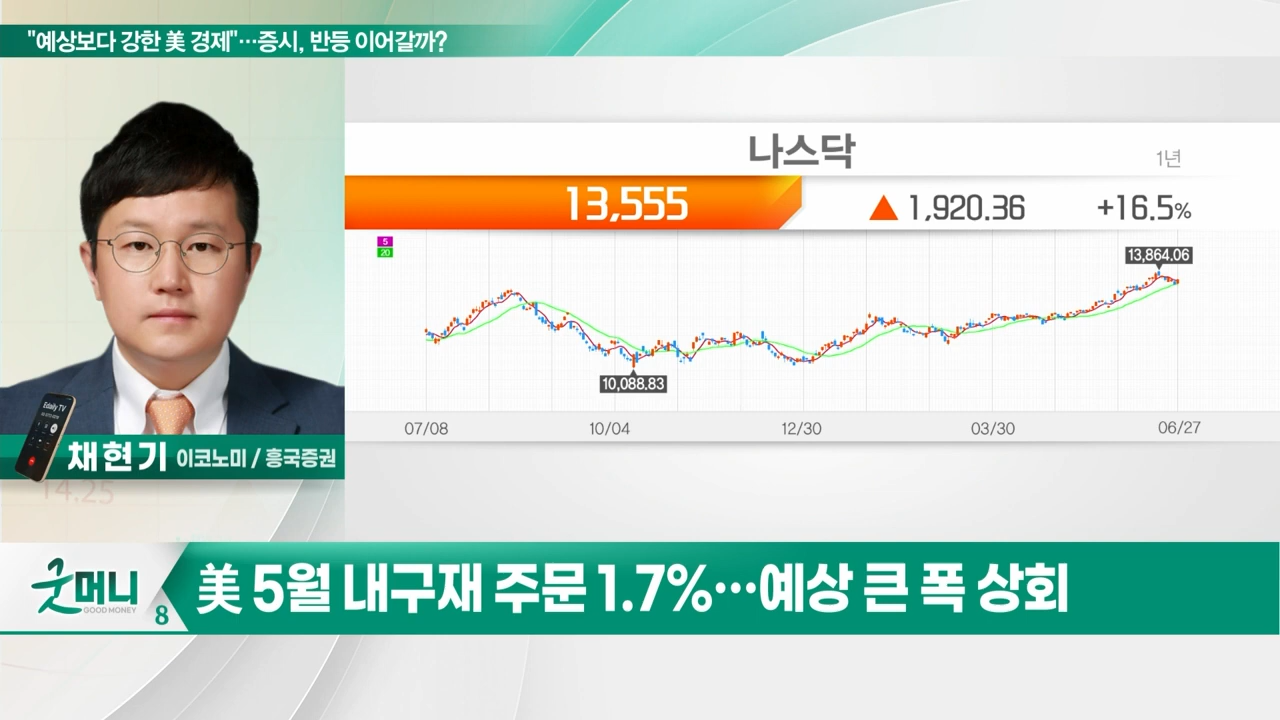 "예상보다 강한 美 경제"…증시, 반등 이어갈까?
나스닥
1년
13,555
▲ 1,920.36
+16.5%
5
20
13,864.06
10,088.83
07/08
10/04
12/30
03/30
06/27
Edaily TV
채현기 이코노미 / 흥국증권
14.25
굿머니
GOOD MONEY
8
美 5월 내구재 주문 1.7%…예상 큰 폭 상회